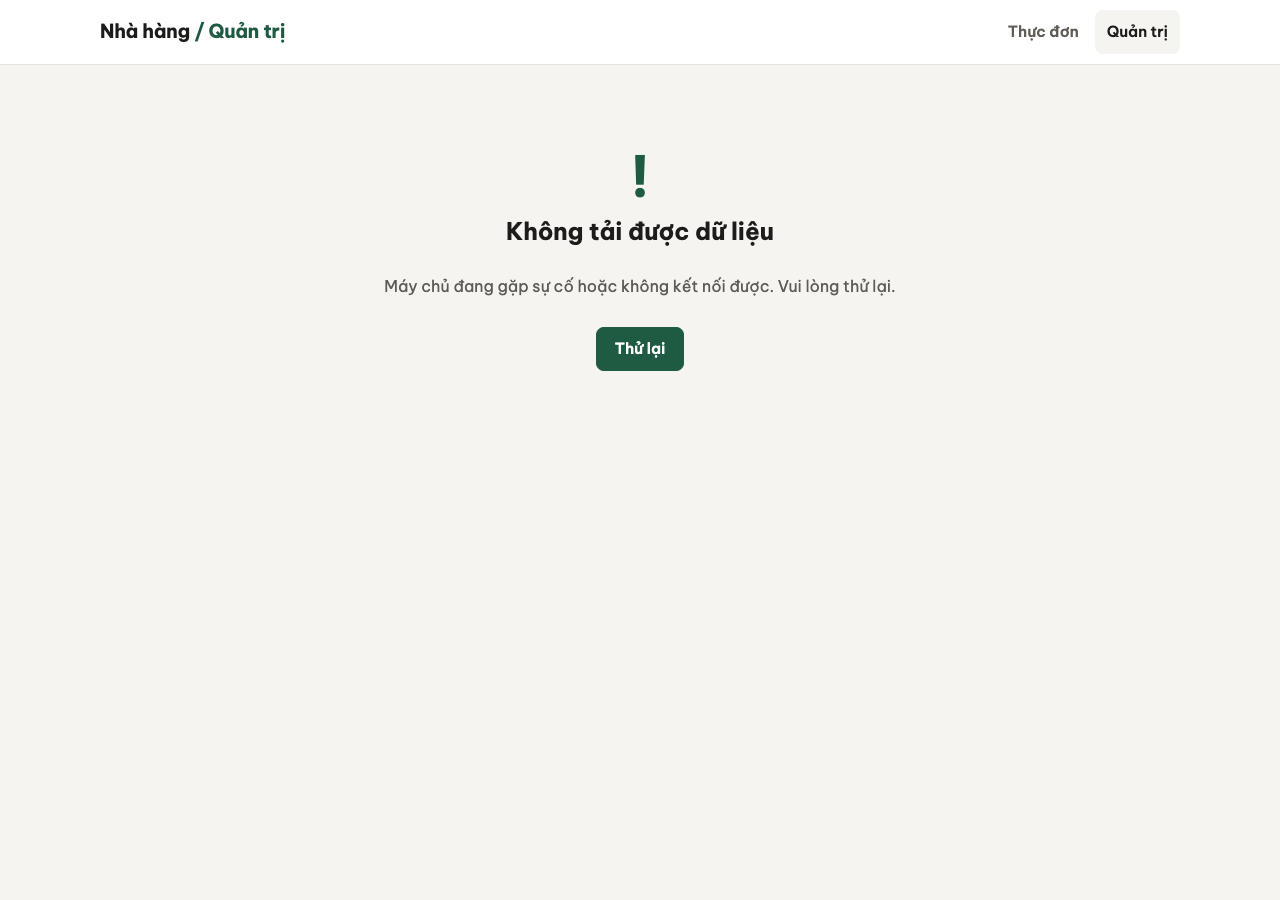 Nhà hàng / Quản trị
Thực đơn
Quản trị
!
Không tải được dữ liệu
Máy chủ đang gặp sự cố hoặc không kết nối được. Vui lòng thử lại.
Thử lại